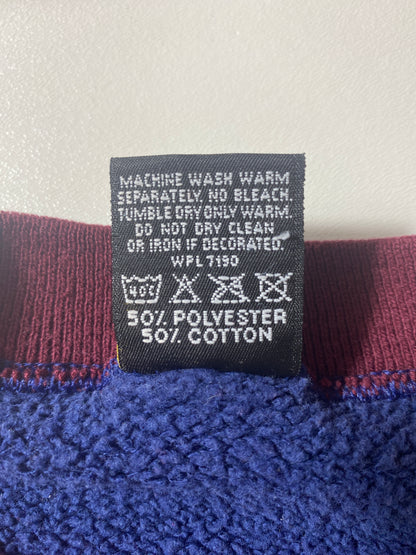 MACHINE WASH WARM
SEPARATELY, NO BLEACH.
TUMBLE DRY ONLY WARM.
DO NOT DRY CLEAN
OR IRON IF DECORATED.
WPL 7190
40C
50% POLYESTER
50% COTTON